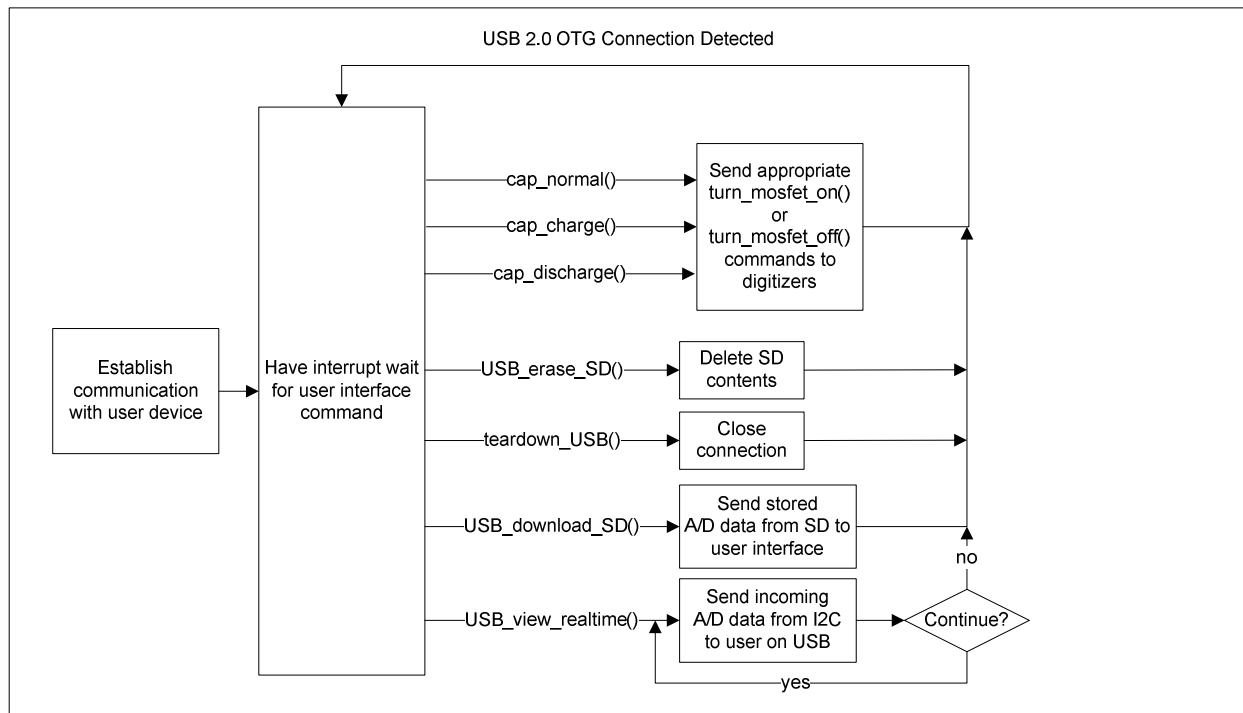 USB 2.0 OTG Connection Detected
cap_normal()
cap_charge()
cap_discharge()
Send appropriate
turn_mosfet_on()
or
turn_mosfet_off()
commands to
digitizers
Establish
communication
with user device
Have interrupt wait
for user interface
command
USB_erase_SD()
Delete SD
contents
teardown_USB()
Close
connection
USB_download_SD()
Send stored
A/D data from SD to
user interface
USB_view_realtime()
Send incoming
A/D data from I2C
to user on USB
no
Continue?
yes